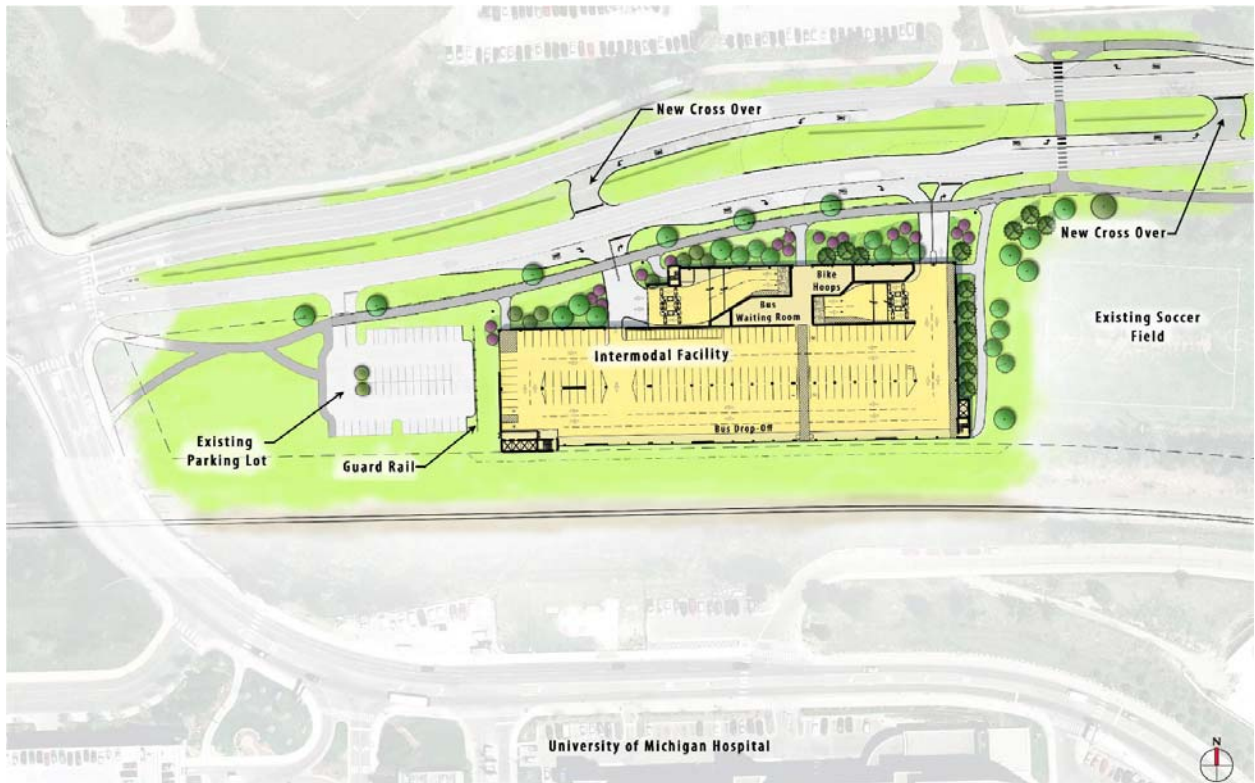 New Cross Over
New Cross Over
Bike
Hoops
Bus
Waiting Room
Existing Soccer
Field
Intermodal Facility
Bus Drop-Off
Existing
Parking Lot
Guard Rail
University of Michigan Hospital
N